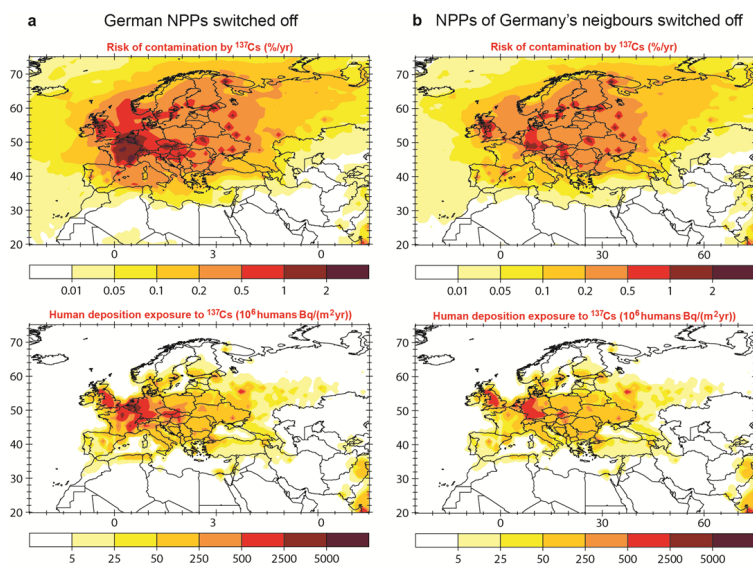 a German NPPs switched off
Risk of contamination by ¹³⁷Cs (%/yr)
70
60
50
40
30
20
0 3 0
0.01 0.05 0.1 0.2 0.5 1 2
Human deposition exposure to ¹³⁷Cs (10⁶ humans Bq/(m²yr))
70
60
50
40
30
20
0 3 0
5 25 50 250 500 2500 5000
b NPPs of Germany's neigbours switched off
Risk of contamination by ¹³⁷Cs (%/yr)
70
60
50
40
30
20
0 30 60
0.01 0.05 0.1 0.2 0.5 1 2
Human deposition exposure to ¹³⁷Cs (10⁶ humans Bq/(m²yr))
70
60
50
40
30
20
0 30 60
5 25 50 250 500 2500 5000